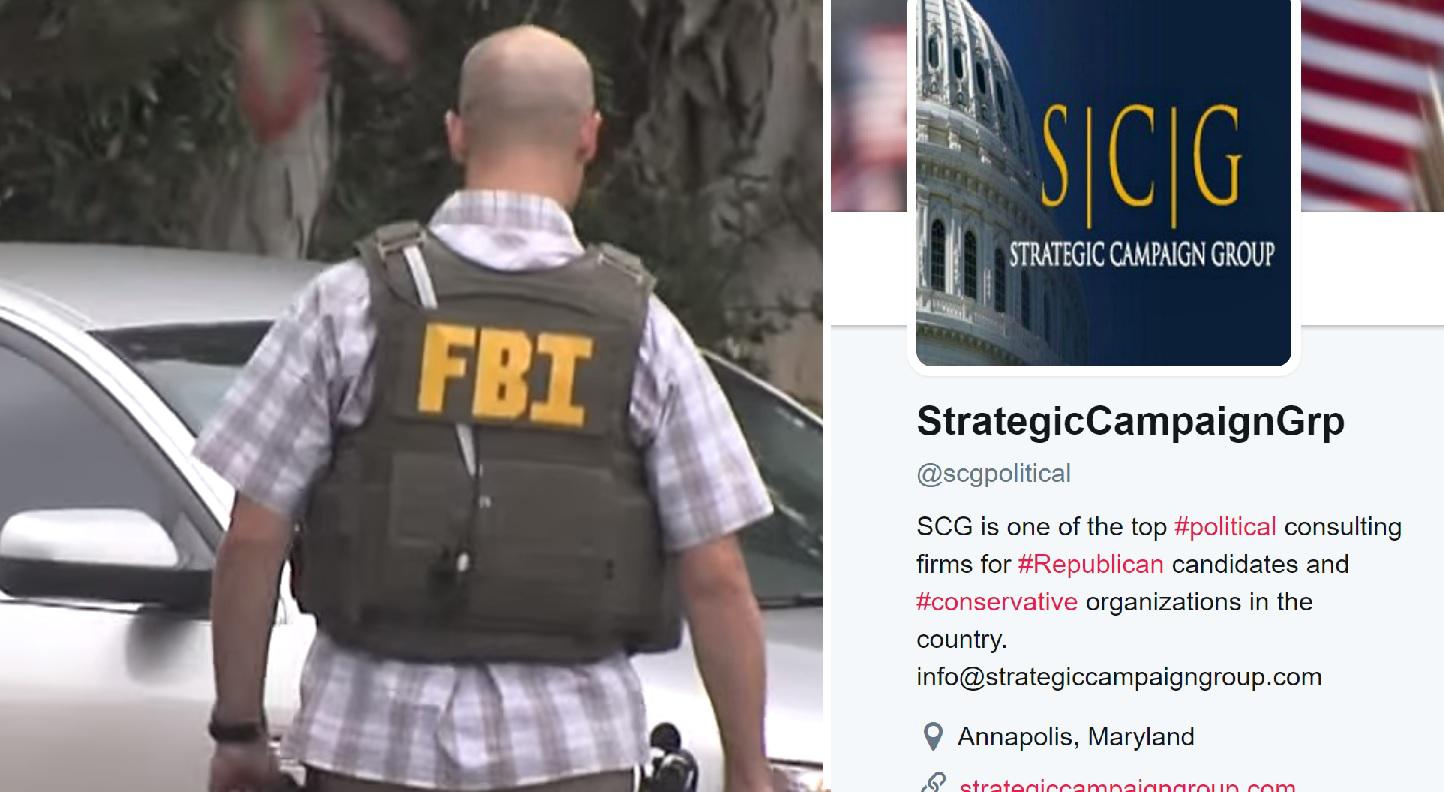 FBI
S|C|G
STRATEGIC CAMPAIGN GROUP
StrategicCampaignGrp
@scgpolitical
SCG is one of the top #political consulting
firms for #Republican candidates and
#conservative organizations in the
country.
info@strategiccampaigngroup.com
Annapolis, Maryland
strategiccampaigngroup.com